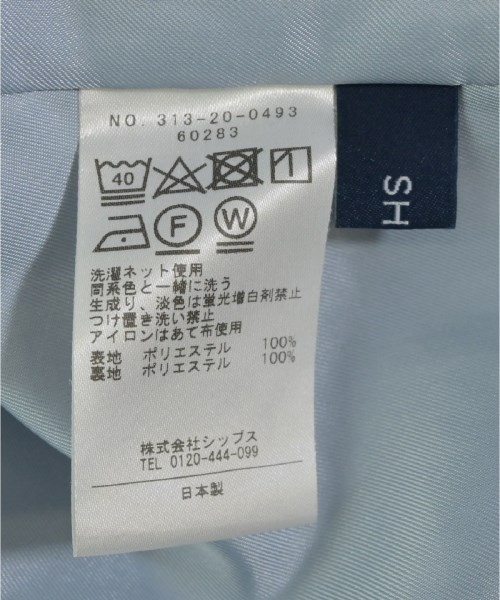 NO. 313-20-0493
60283
40
F
W
洗濯ネット使用
同系色と一緒に洗う
生成り、淡色は蛍光増白剤禁止
つけ置き洗い禁止
アイロンはあて布使用
表地 ポリエステル 100%
裏地 ポリエステル 100%
株式会社シップス
TEL 0120-444-099
日本製
SH